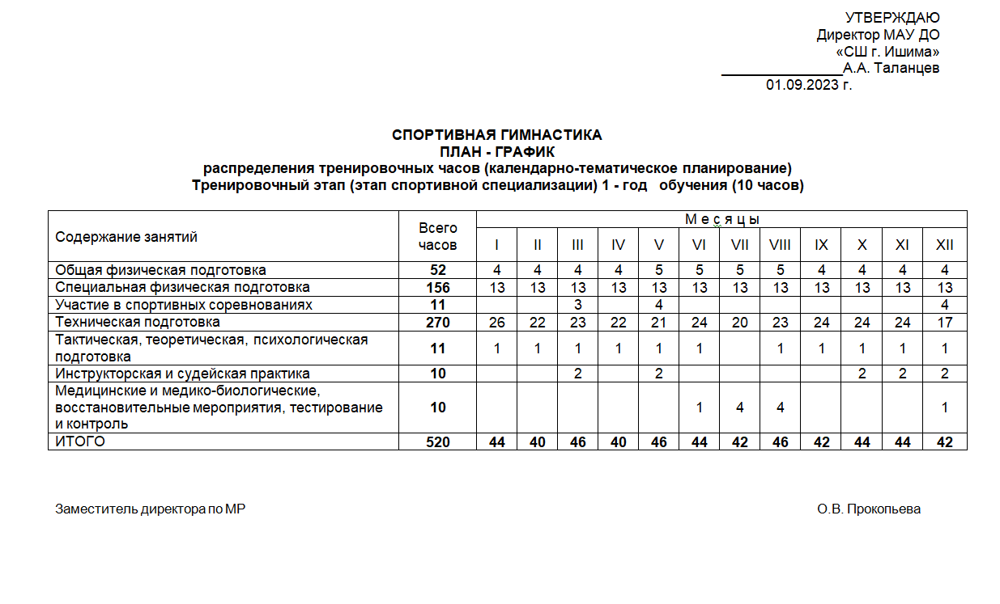 УТВЕРЖДАЮ
Директор МАУ ДО
«СШ г. Ишима»
_______________А.А. Таланцев
01.09.2023 г.
СПОРТИВНАЯ ГИМНАСТИКА
ПЛАН - ГРАФИК
распределения тренировочных часов (календарно-тематическое планирование)
Тренировочный этап (этап спортивной специализации) 1 - год обучения (10 часов)
Содержание занятий Всего часов М е с я ц ы
I II III IV V VI VII VIII IX X XI XII
Общая физическая подготовка 52 4 4 4 4 5 5 5 5 4 4 4 4
Специальная физическая подготовка 156 13 13 13 13 13 13 13 13 13 13 13 13
Участие в спортивных соревнованиях 11 3 4 4
Техническая подготовка 270 26 22 23 22 21 24 20 23 24 24 24 17
Тактическая, теоретическая, психологическая
подготовка 11 1 1 1 1 1 1 1 1 1 1 1
Инструкторская и судейская практика 10 2 2 2 2 2
Медицинские и медико-биологические,
восстановительные мероприятия, тестирование 10 1 4 4 1
и контроль
ИТОГО 520 44 40 46 40 46 44 42 46 42 44 44 42
Заместитель директора по МР О.В. Прокопьева